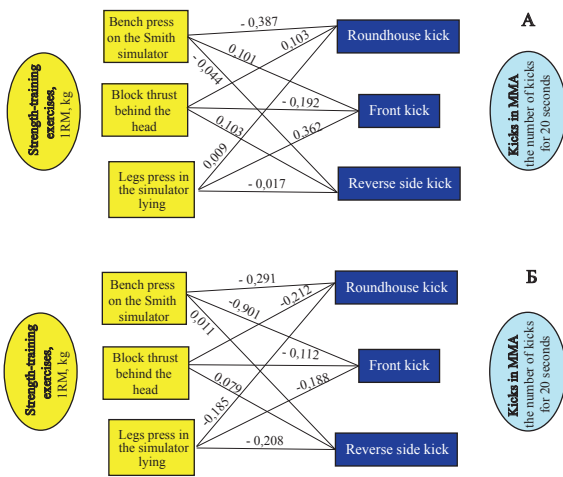 А
Strength-training
exercises,
1RM, kg
Bench press
on the Smith
simulator
Block thrust
behind the
head
Legs press in
the simulator
lying
- 0,387
0,101
0,103
- 0,044
- 0,192
0,103
0,362
0,009
- 0,017
Roundhouse kick
Front kick
Reverse side kick
Kicks in MMA
the number of kicks
for 20 seconds
Б
Strength-training
exercises,
1RM, kg
Bench press
on the Smith
simulator
Block thrust
behind the
head
Legs press in
the simulator
lying
- 0,291
-0,901
-0,212
0,011
- 0,112
0,079
-0,188
-0,185
- 0,208
Roundhouse kick
Front kick
Reverse side kick
Kicks in MMA
the number of kicks
for 20 seconds